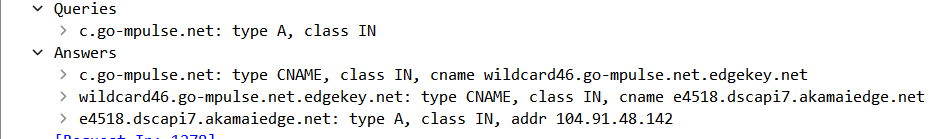 Queries
c.go-mpulse.net: type A, class IN
Answers
c.go-mpulse.net: type CNAME, class IN, cname wildcard46.go-mpulse.net.edgekey.net
wildcard46.go-mpulse.net.edgekey.net: type CNAME, class IN, cname e4518.dscapi7.akamaiedge.net
e4518.dscapi7.akamaiedge.net: type A, class IN, addr 104.91.48.142
[Request In: 1278]